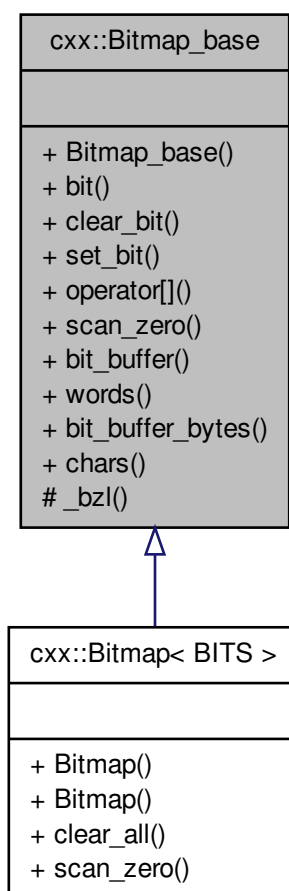 cxx::Bitmap_base
+ Bitmap_base()
+ bit()
+ clear_bit()
+ set_bit()
+ operator[]()
+ scan_zero()
+ bit_buffer()
+ words()
+ bit_buffer_bytes()
+ chars()
# _bzl()
cxx::Bitmap< BITS >
+ Bitmap()
+ Bitmap()
+ clear_all()
+ scan_zero()